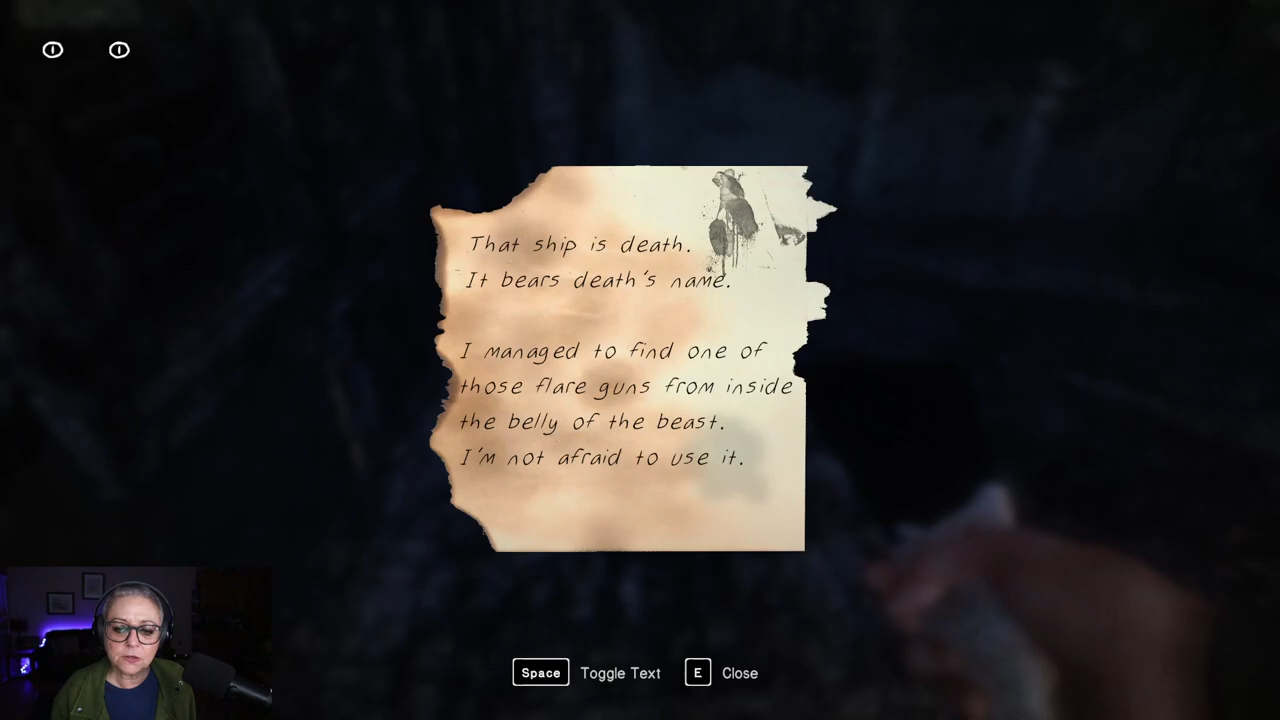 That ship is death.
It bears death's name.
I managed to find one of
those flare guns from inside
the belly of the beast.
I'm not afraid to use it.
Space Toggle Text E Close